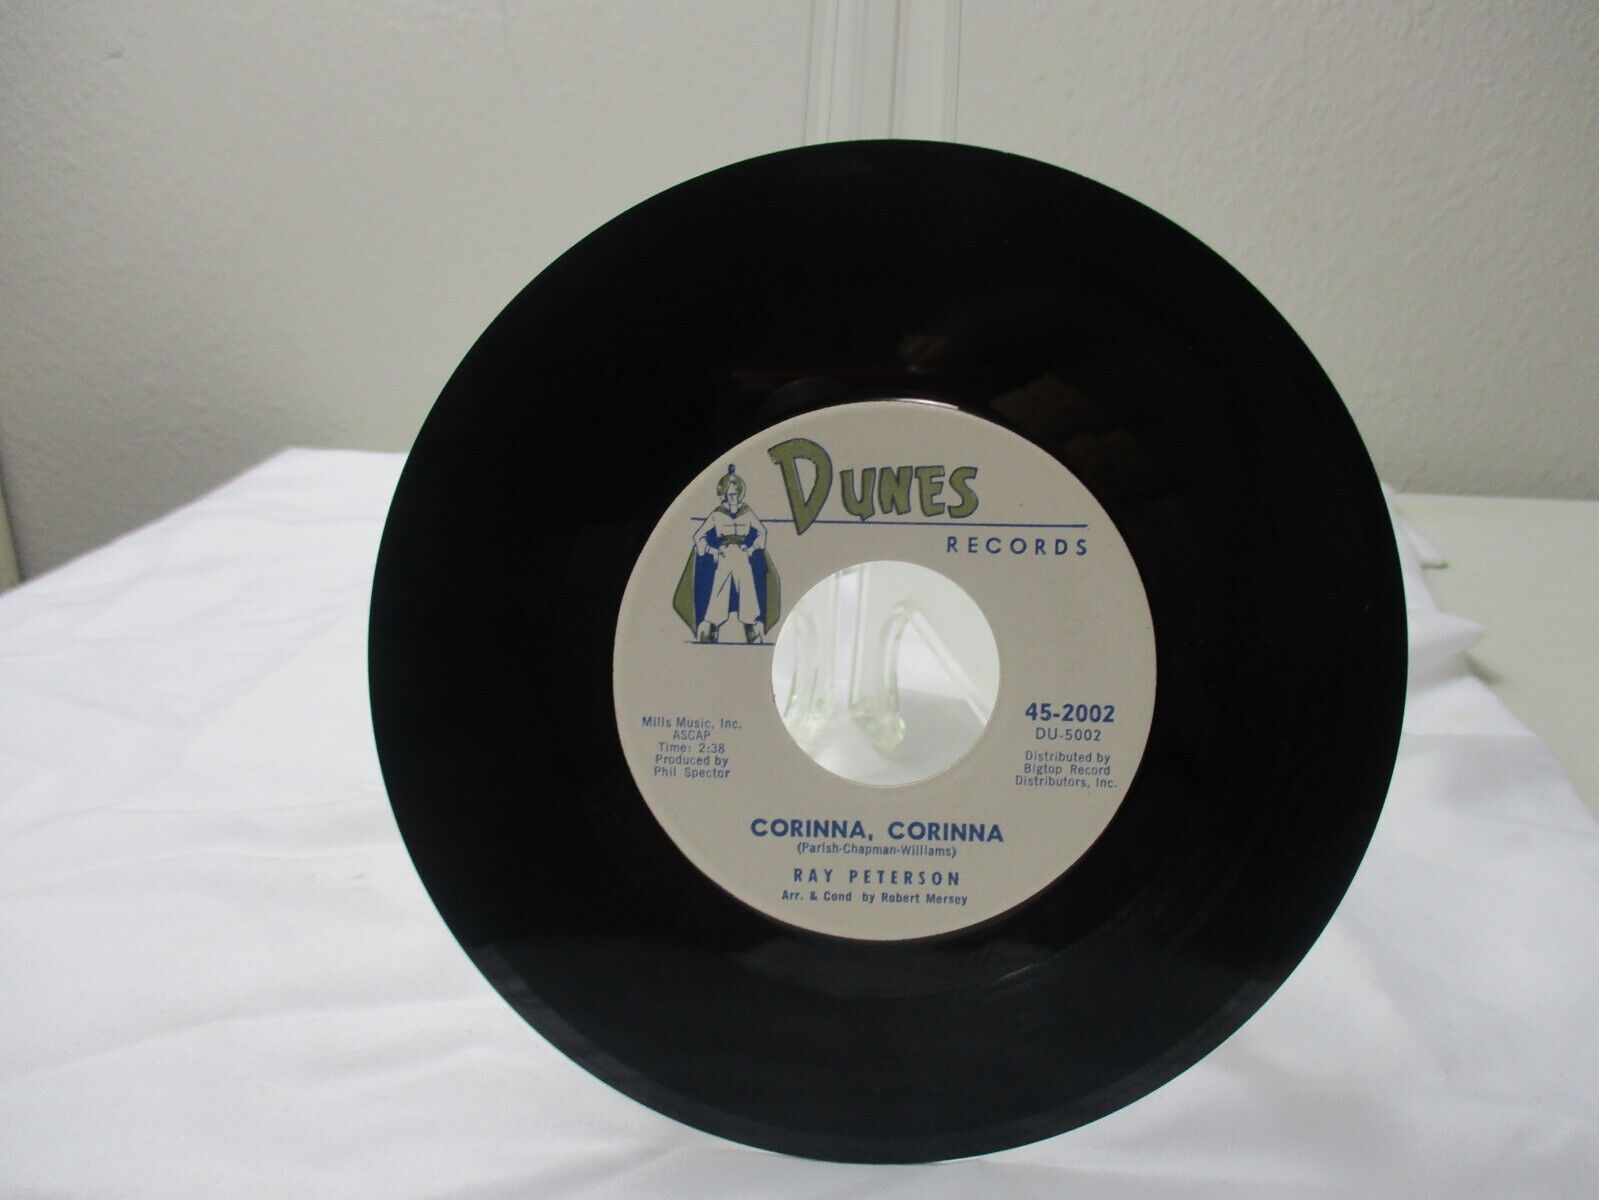 DUNES
RECORDS
Mills Music, Inc.
ASCAP
Time: 2:38
Produced by
Phil Spector
45-2002
DU-5002
Distributed by
Bigtop Record
Distributors, Inc.
CORINNA, CORINNA
(Parish-Chapman-Williams)
RAY PETERSON
Arr. & Cond by Robert Mersey